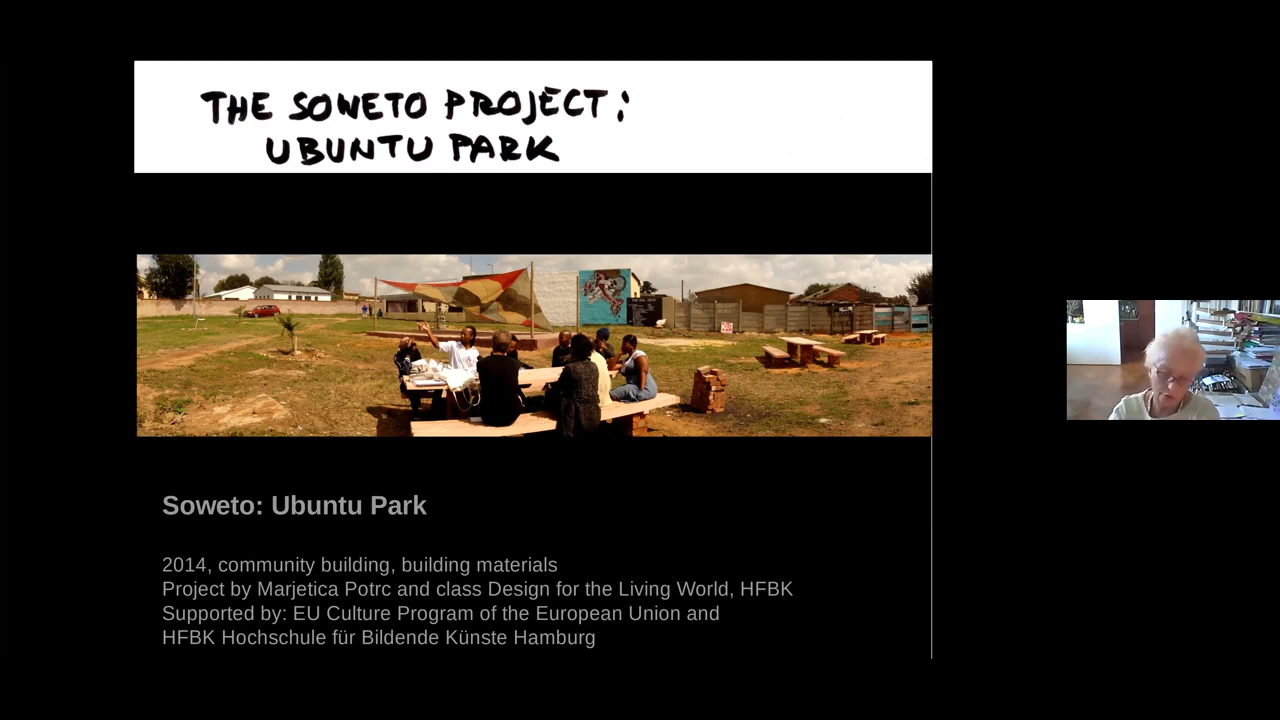 THE SOWETO PROJECT:
UBUNTU PARK
Soweto: Ubuntu Park
2014, community building, building materials
Project by Marjetica Potrc and class Design for the Living World, HFBK
Supported by: EU Culture Program of the European Union and
HFBK Hochschule für Bildende Künste Hamburg